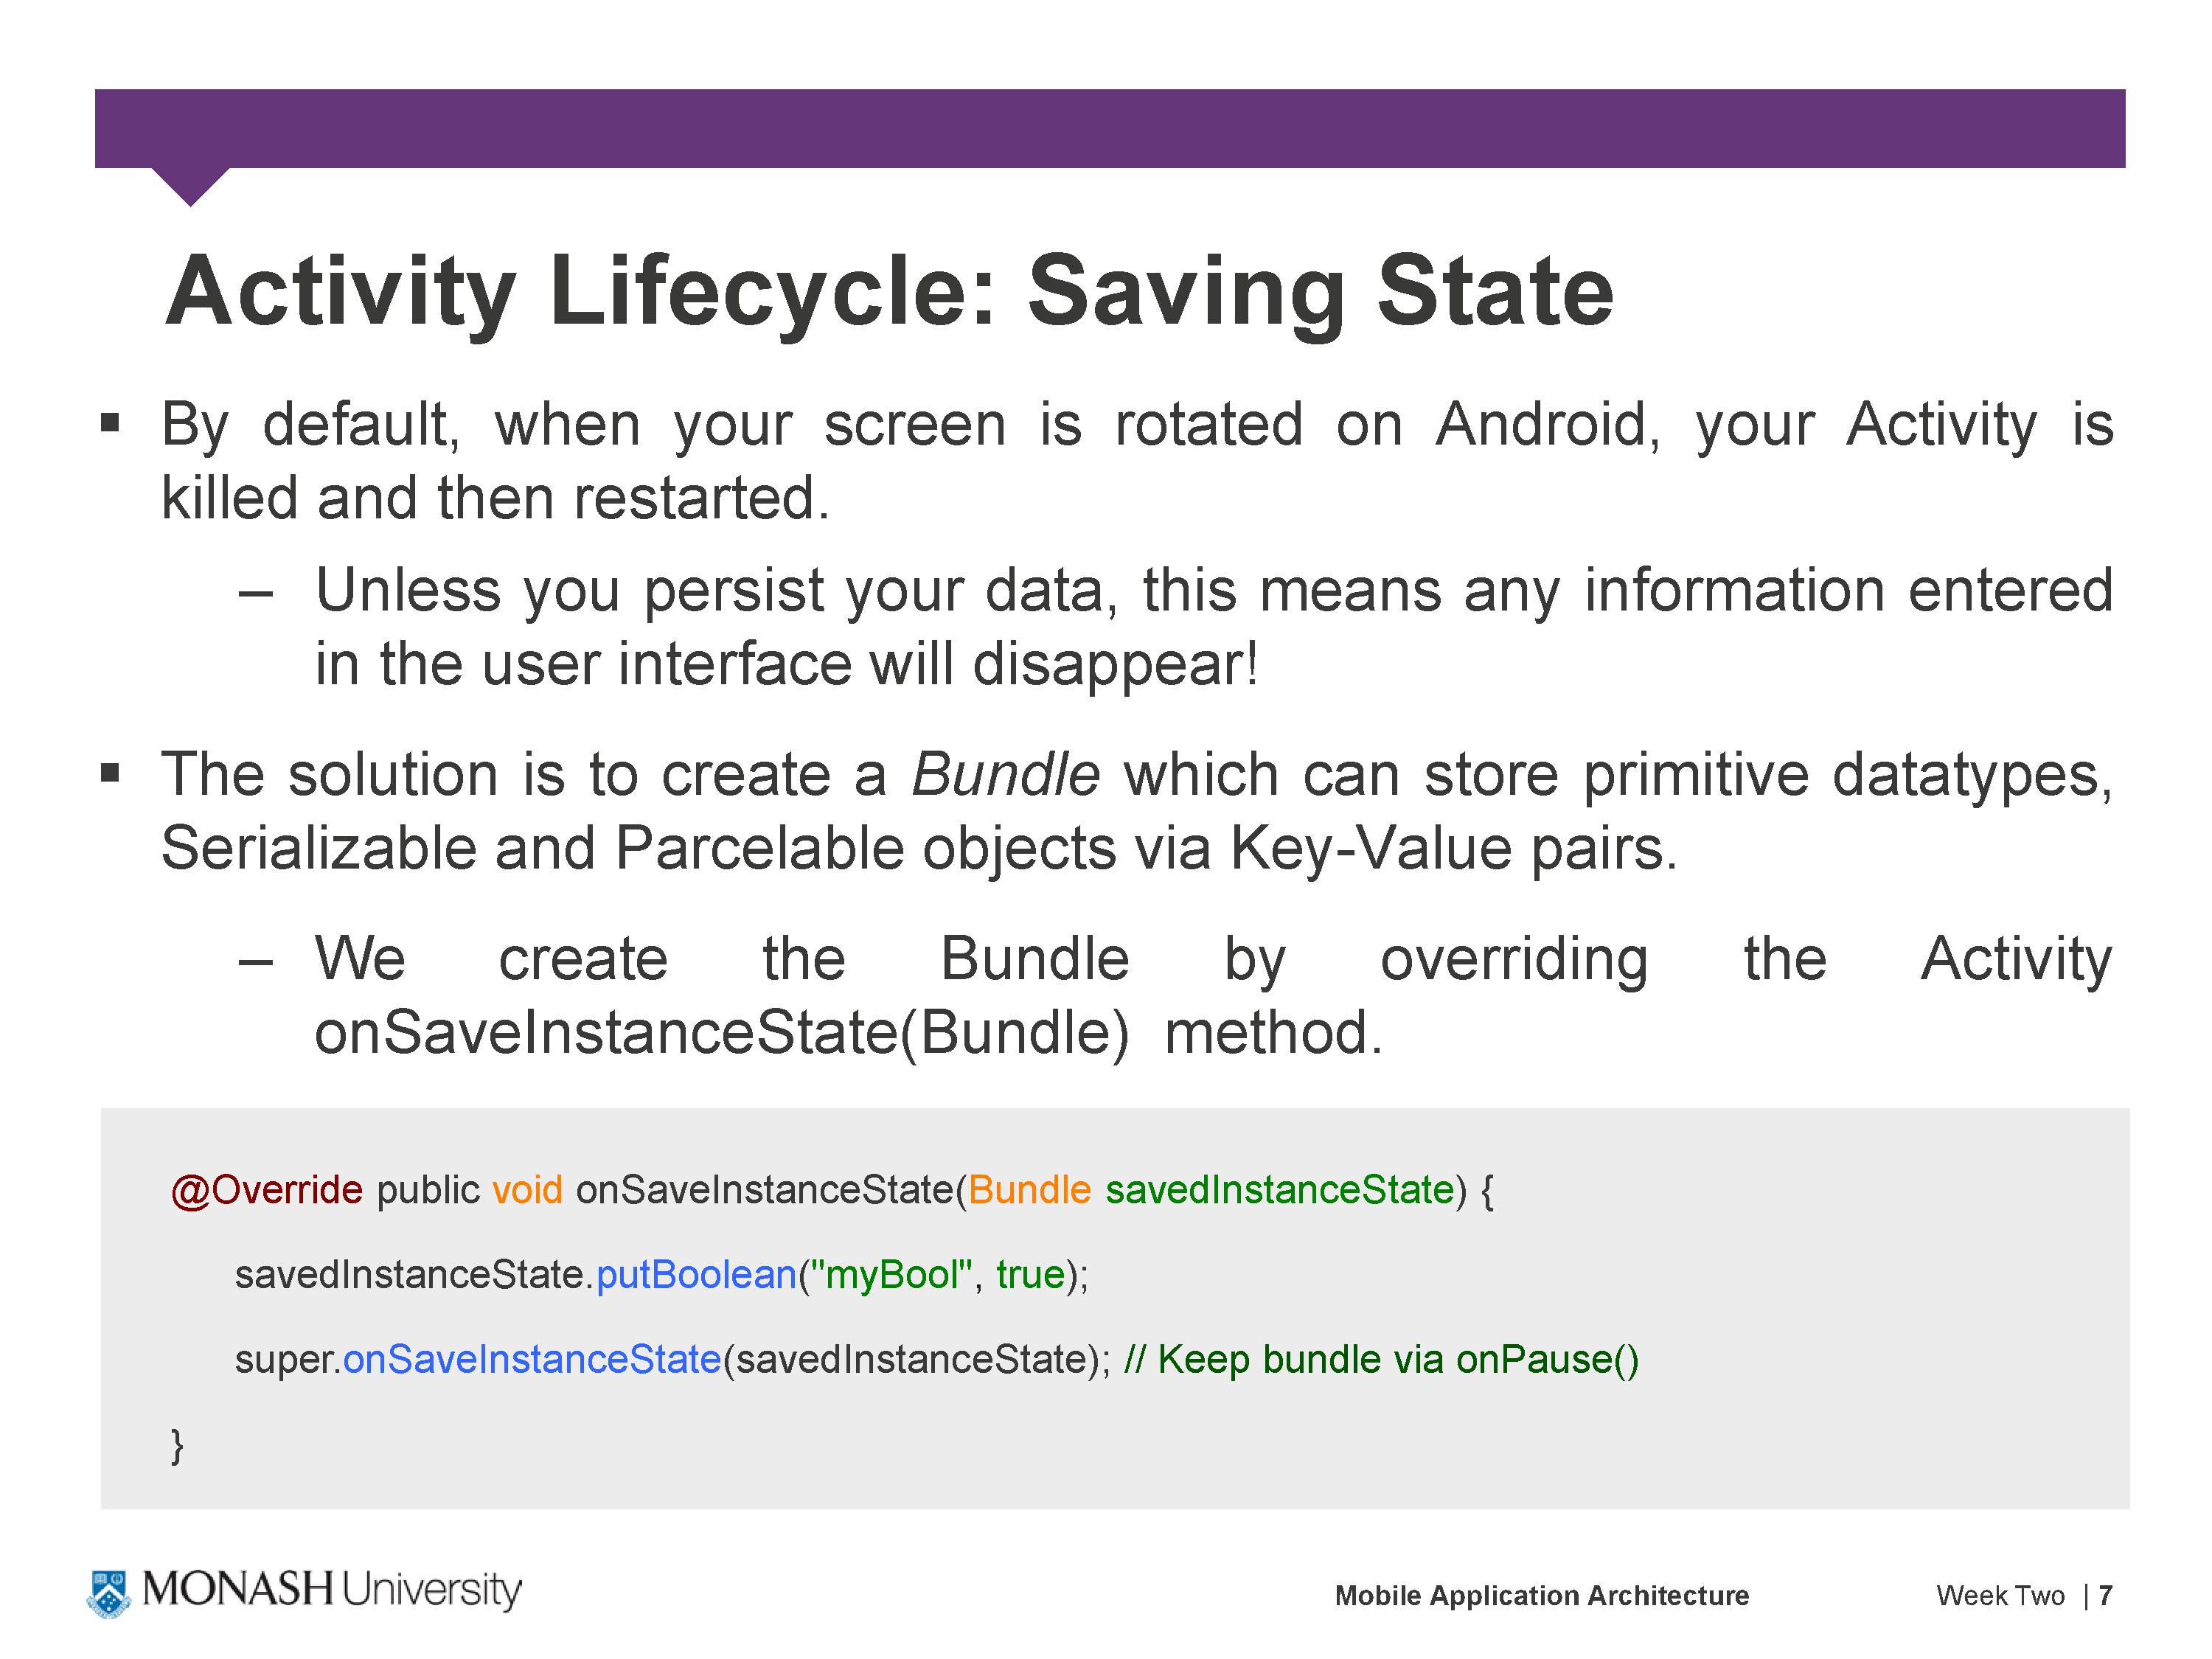 Activity Lifecycle: Saving State
▪ By default, when your screen is rotated on Android, your Activity is
killed and then restarted.
– Unless you persist your data, this means any information entered
in the user interface will disappear!
▪ The solution is to create a Bundle which can store primitive datatypes,
Serializable and Parcelable objects via Key-Value pairs.
– We create the Bundle by overriding the Activity
onSaveInstanceState(Bundle) method.
@Override public void onSaveInstanceState(Bundle savedInstanceState) {
savedInstanceState.putBoolean("myBool", true);
super.onSaveInstanceState(savedInstanceState); // Keep bundle via onPause()
}
MONASH University
Mobile Application Architecture
Week Two | 7